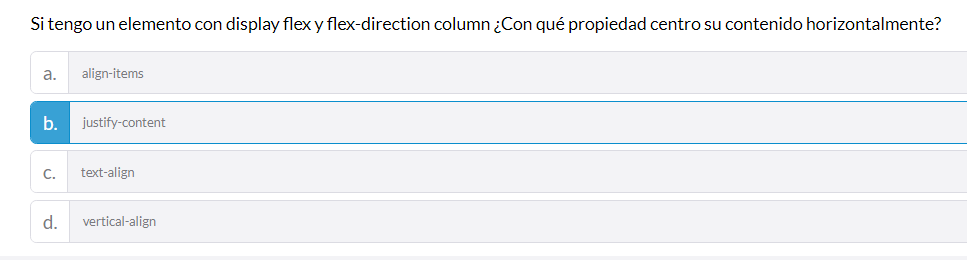 Si tengo un elemento con display flex y flex-direction column ¿Con qué propiedad centro su contenido horizontalmente?
a. align-items
b. justify-content
c. text-align
d. vertical-align